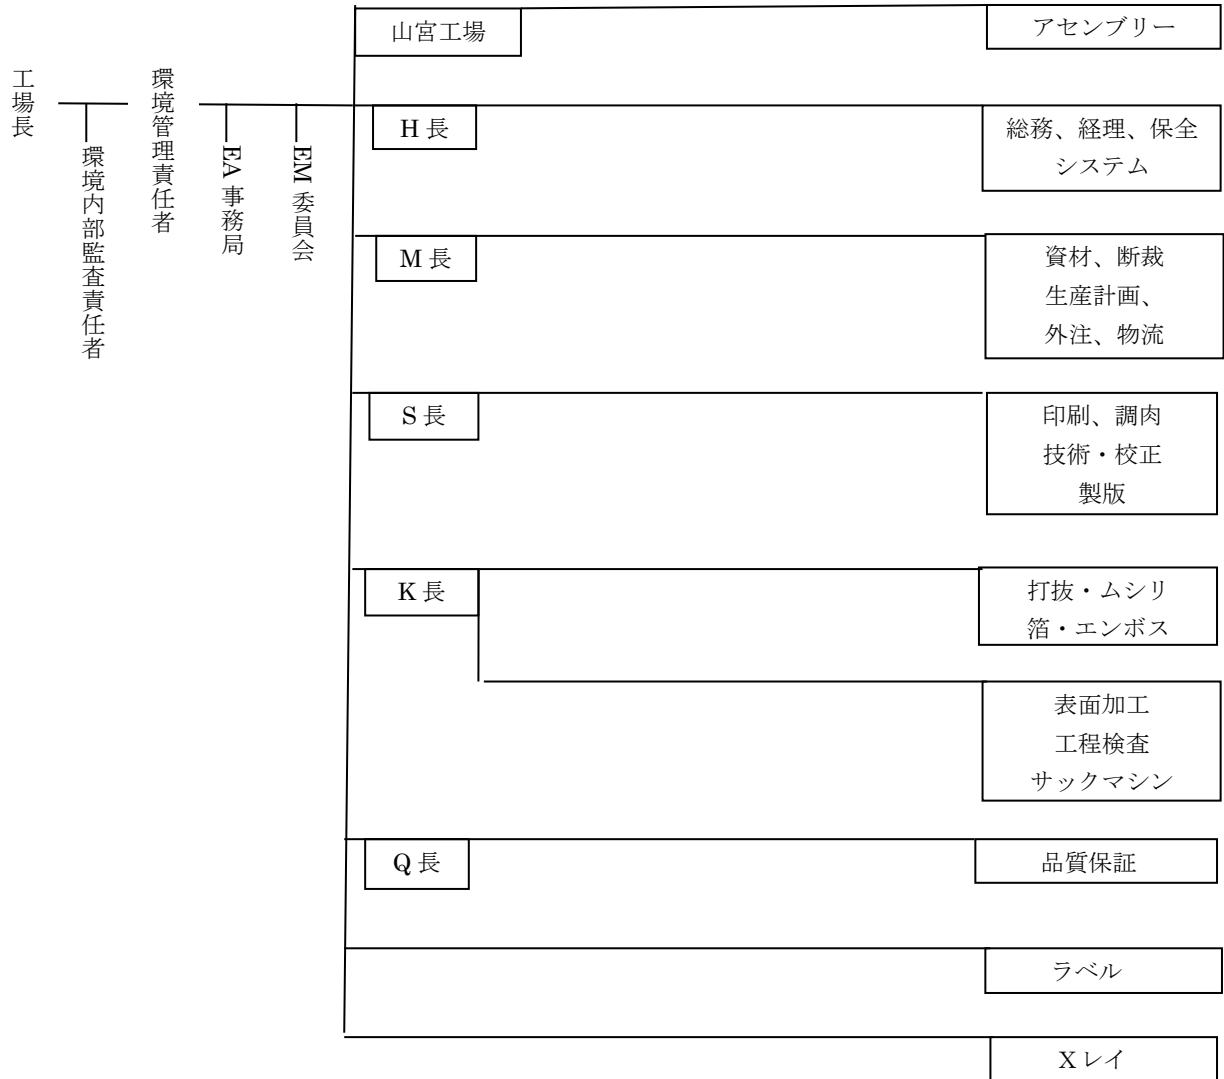 工場長
環境内部監査責任者
環境管理責任者
EA 事務局
EM 委員会
山宮工場
アセンブリー
H 長
総務、経理、保全
システム
M 長
資材、断裁
生産計画、
外注、物流
S 長
印刷、調肉
技術・校正
製版
K 長
打抜・ムシリ
箔・エンボス
表面加工
工程検査
サックマシン
Q 長
品質保証
ラベル
X レイ